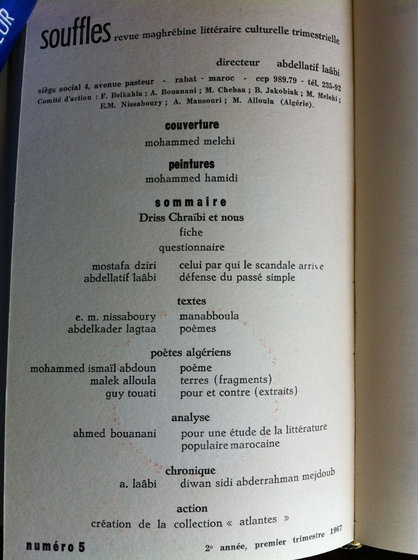 EUR
souffles revue maghrébine littéraire culturelle trimestrielle
directeur abdellatif laâbi
siège social 4, avenue pasteur - rabat - maroc - ccp 989.79 - tél. 235-92
Comité d'action : F. Belkahia ; A. Bouanani ; M. Chebaa ; B. Jakobiak ; M. Melehi ;
E.M. Nissaboury ; A. Mansouri ; M. Alloula (Algérie).
couverture
mohammed melehi
peintures
mohammed hamidi
sommaire
Driss Chraïbi et nous
fiche
questionnaire
mostafa dziri celui par qui le scandale arrive
abdellatif laâbi défense du passé simple
textes
e. m. nissaboury manabboula
abdelkader lagtaa poèmes
poètes algériens
mohammed ismaïl abdoun poème
malek alloula terres (fragments)
guy touati pour et contre (extraits)
analyse
ahmed bouanani pour une étude de la littérature
populaire marocaine
chronique
a. laâbi diwan sidi abderrahman mejdoub
action
création de la collection « atlantes »
numéro 5 2e année, premier trimestre 1967